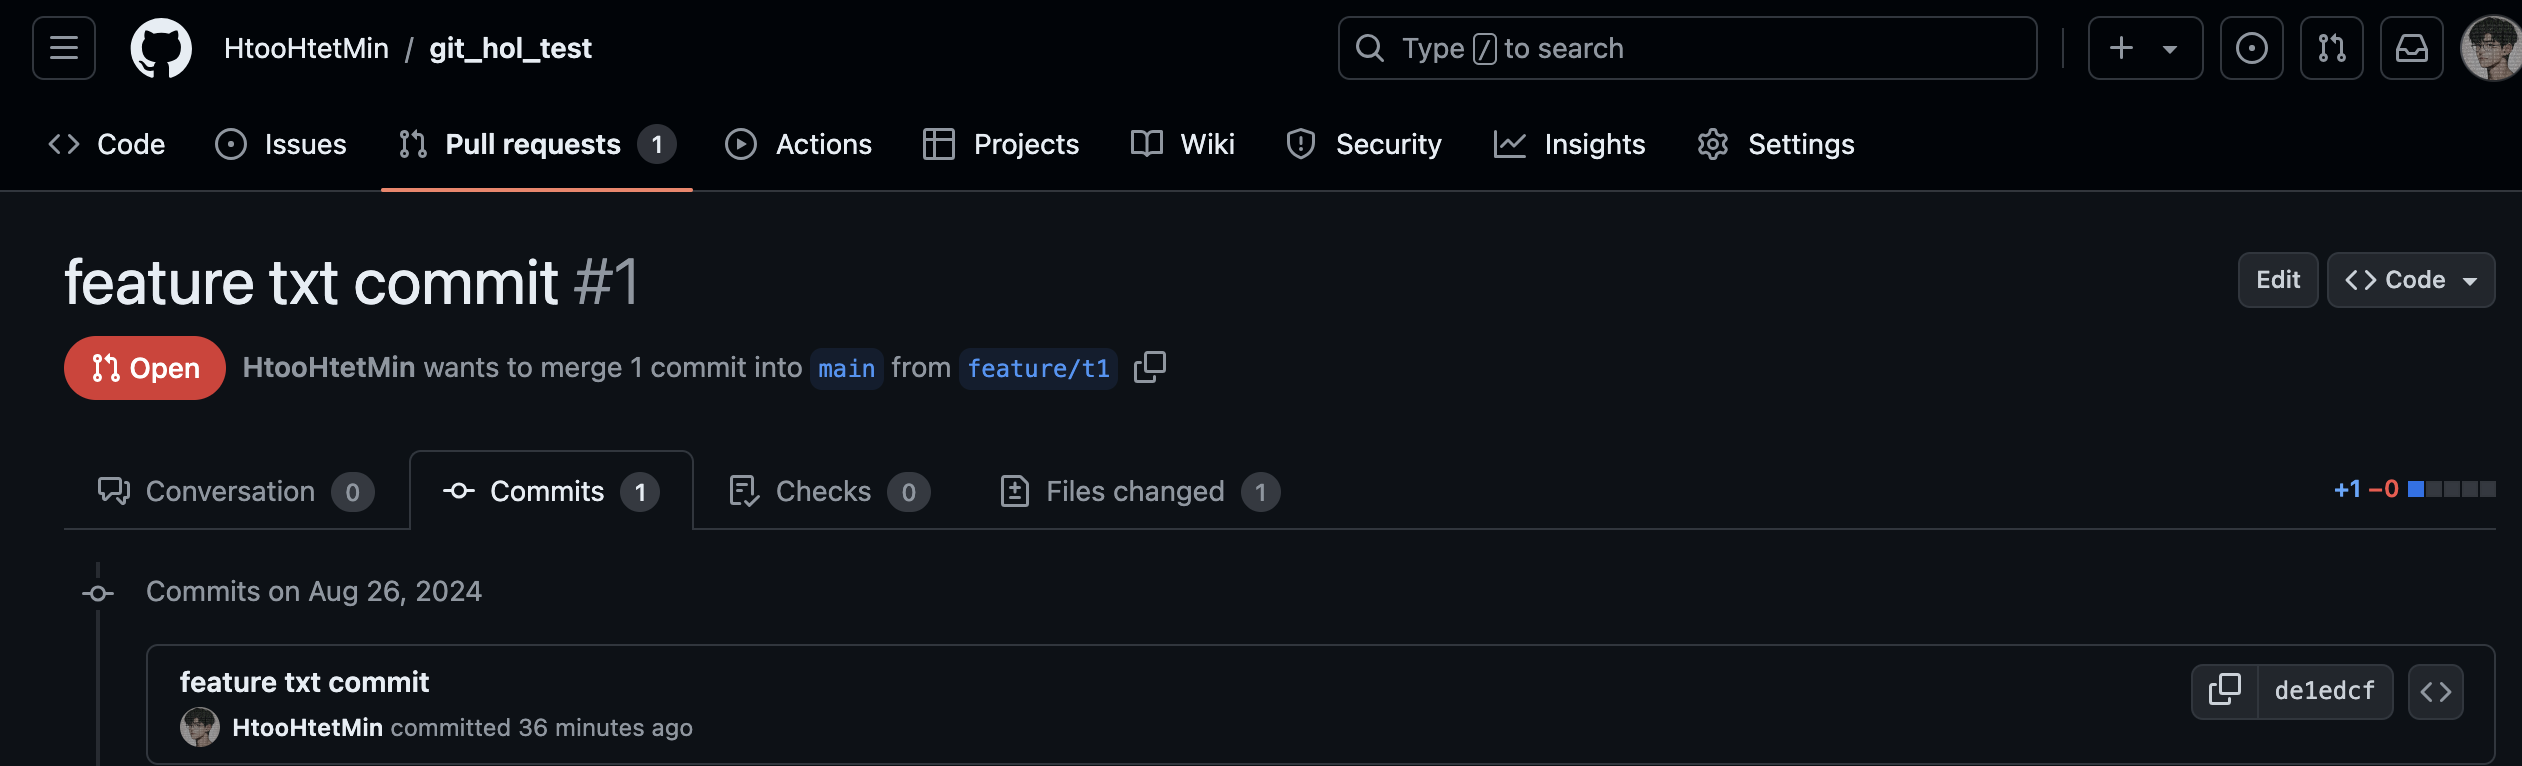 HtooHtetMin / git_hol_test
Type / to search
Code Issues Pull requests 1 Actions Projects Wiki Security Insights Settings
feature txt commit #1
Edit Code
Open HtooHtetMin wants to merge 1 commit into main from feature/t1
Conversation 0 Commits 1 Checks 0 Files changed 1
+1 −0
Commits on Aug 26, 2024
feature txt commit
de1edcf
HtooHtetMin committed 36 minutes ago